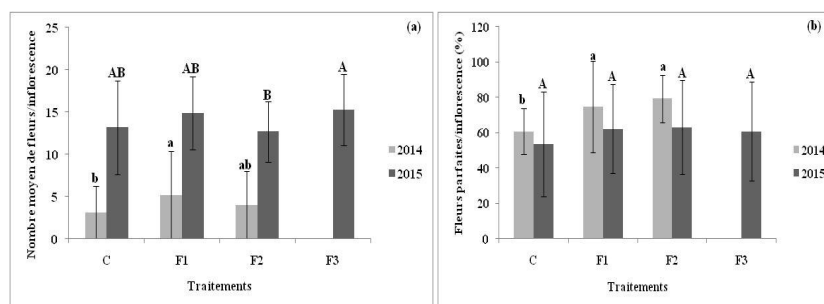 (a)
Nombre moyen de fleurs/inflorescence
25
20
15
10
5
0
AB
AB
B
A
b
a
ab
C
F1
F2
F3
Traitements
2014
2015
(b)
Fleurs parfaites/inflorescence (%)
120
100
80
60
40
20
0
b
A
a
A
a
A
A
C
F1
F2
F3
Traitements
2014
2015